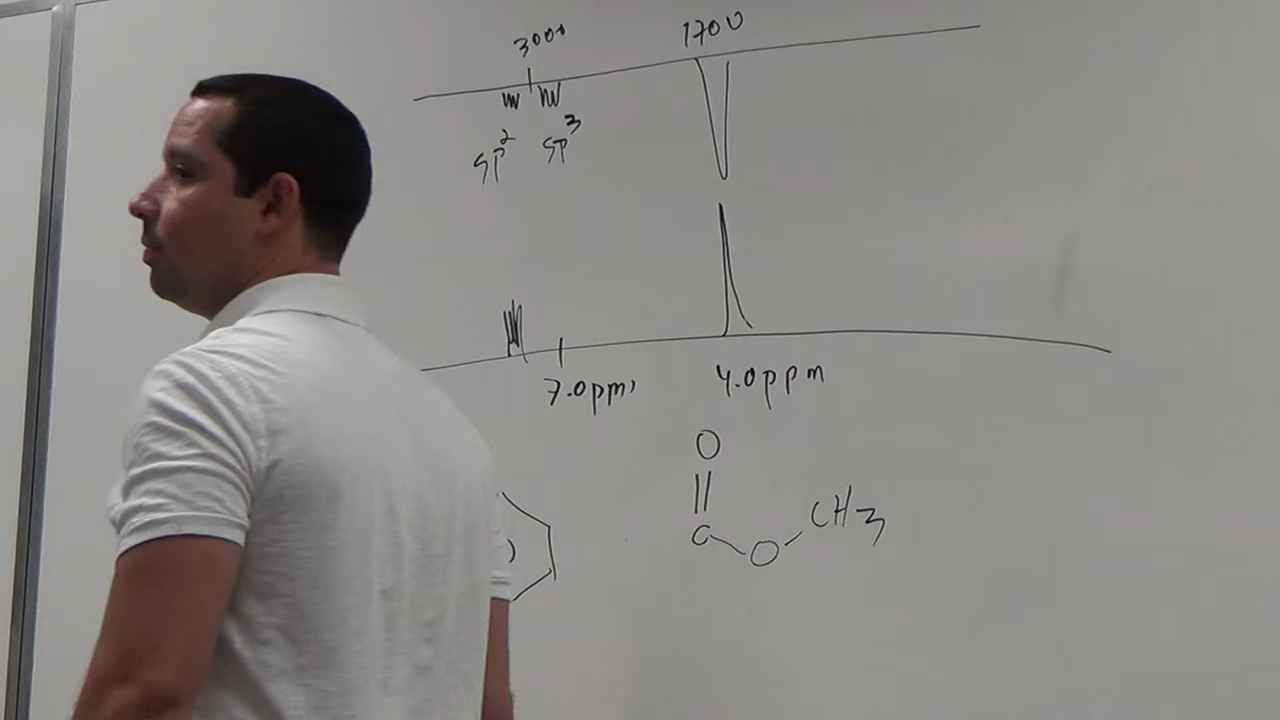 3000 1700
sp² sp³
7.0ppm 4.0ppm
O
||
C O CH3